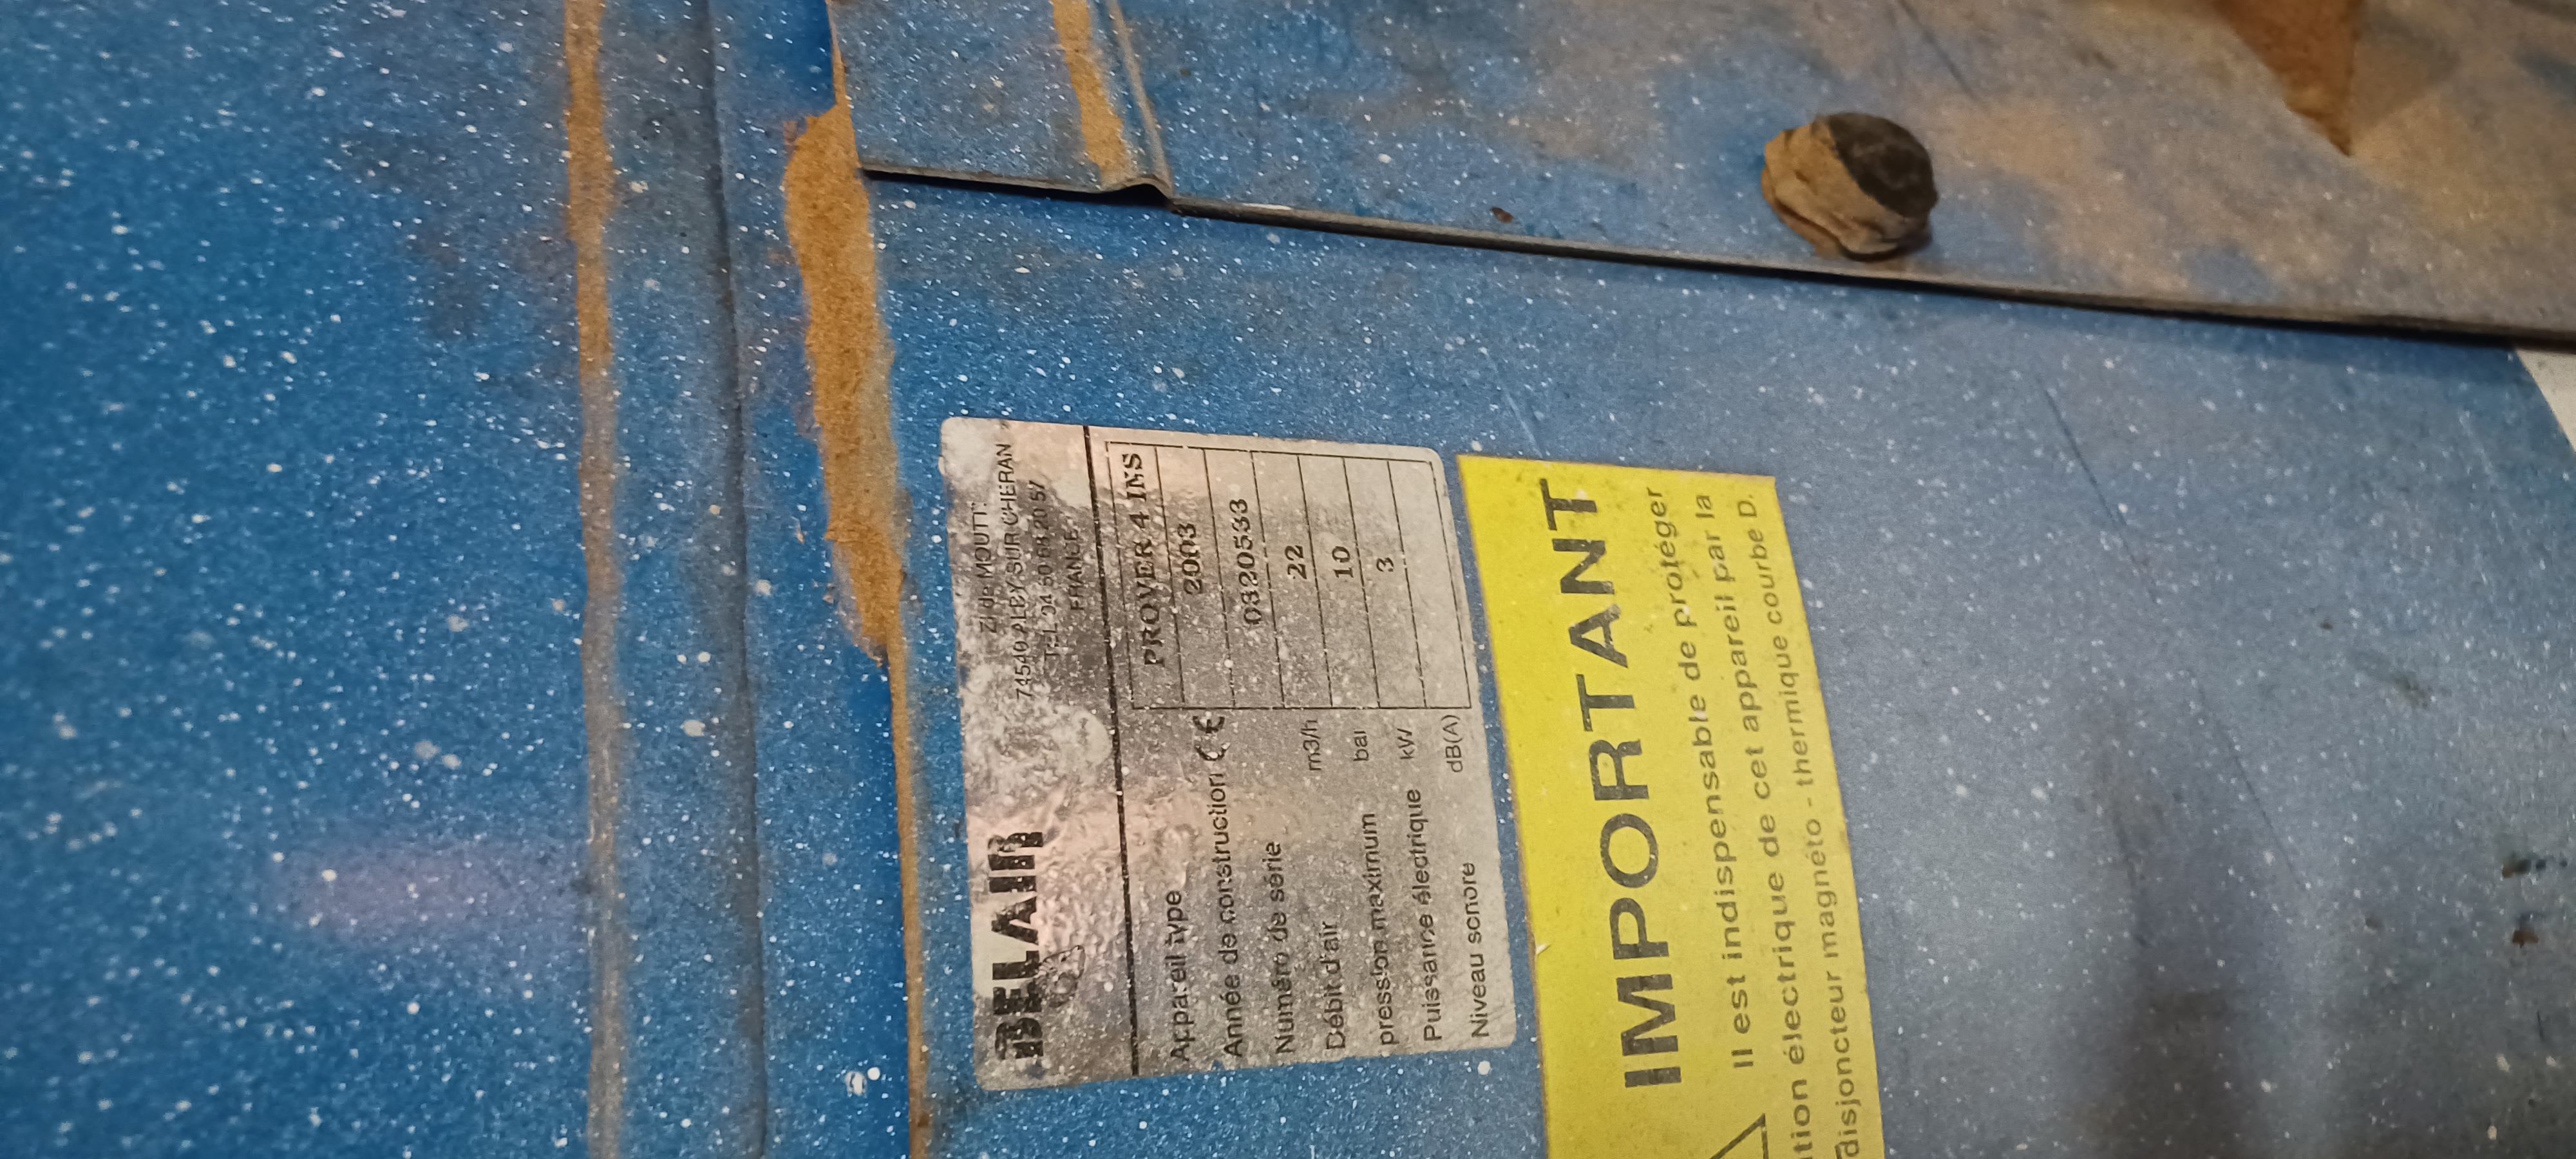 BELAIR
ZI de MOUTTI
74540 ALBY SUR CHERAN
Tel 04 50 68 20 57
FRANCE
Appareil type PROVER 4 INS
Année de construction CE 2003
Numéro de série 0320533
Débit d'air m3/h 22
pression maximum bar 10
Puissance électrique kW 3
Niveau sonore dB(A)
IMPORTANT
Il est indispensable de protéger
tion électrique de cet appareil par la
disjoncteur magnéto - thermique courbe D.